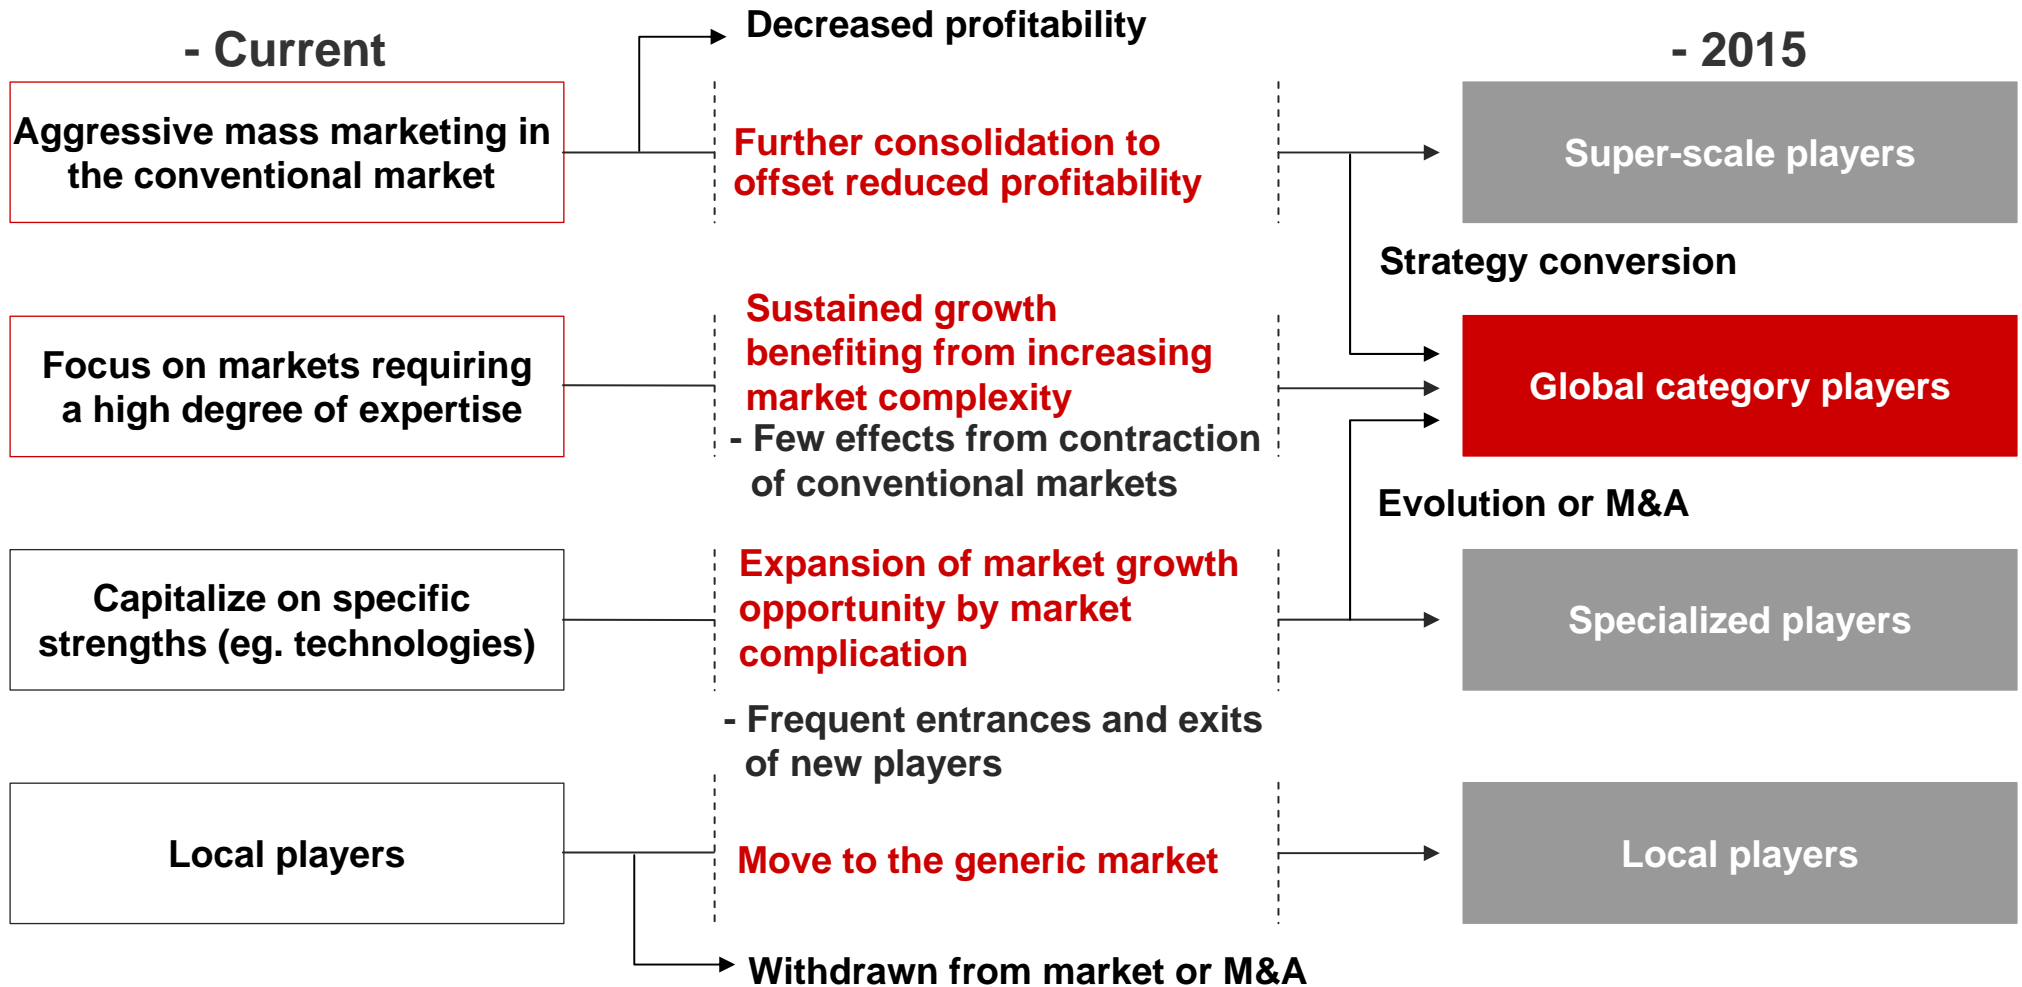 Decreased profitability
- Current
- 2015
Aggressive mass marketing in
the conventional market
Further consolidation to
offset reduced profitability
Super-scale players
Strategy conversion
Focus on markets requiring
a high degree of expertise
Sustained growth
benefiting from increasing
market complexity
- Few effects from contraction
of conventional markets
Global category players
Evolution or M&A
Capitalize on specific
strengths (eg. technologies)
Expansion of market growth
opportunity by market
complication
- Frequent entrances and exits
of new players
Specialized players
Local players
Move to the generic market
Local players
Withdrawn from market or M&A